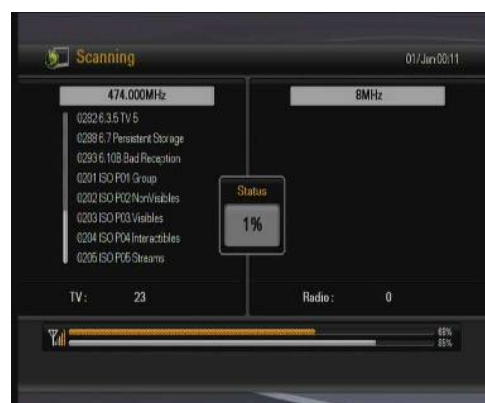 Scanning
01/Jan 00:11
474.000MHz
8MHz
0282 6.3.5 TV 5
0288 6.7 Persistent Storage
0293 6.10B Bad Reception
0201 ISO P01 Group
0202 ISO P02 NonVisibles
0203 ISO P03 Visibles
0204 ISO P04 Interactibles
0205 ISO P05 Streams
Status
1%
TV : 23
Radio : 0
68%
85%